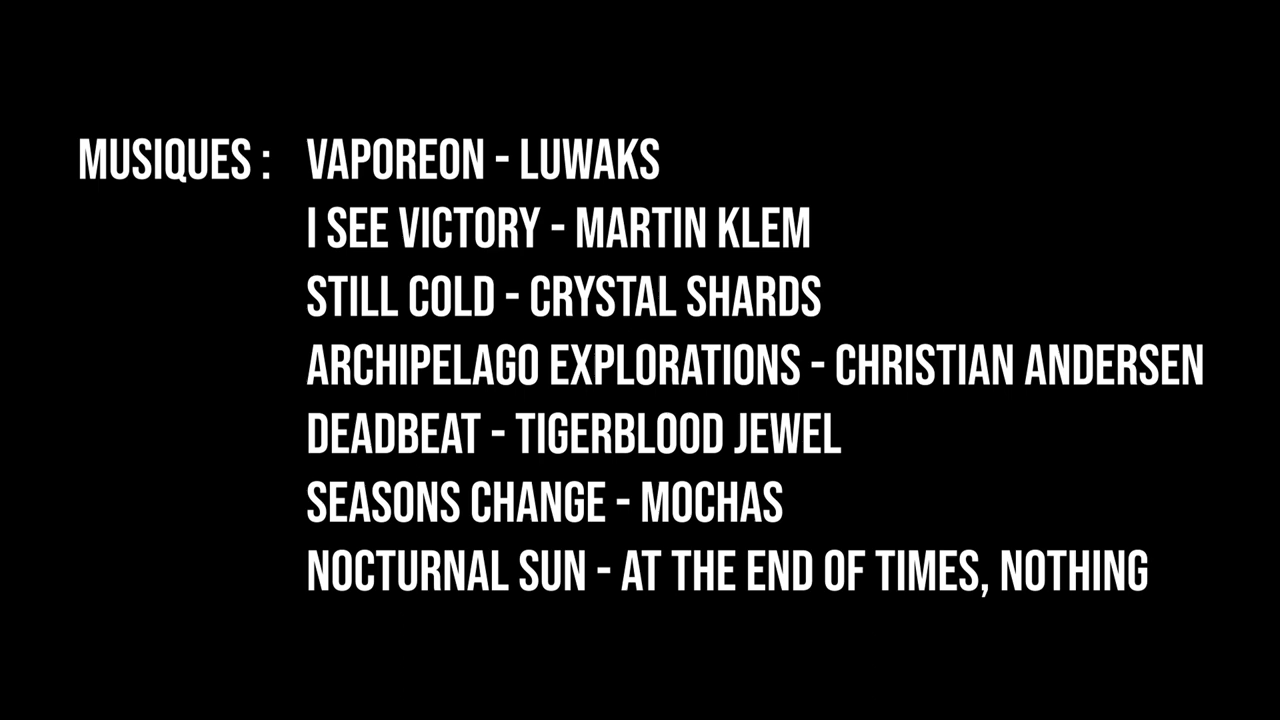 MUSIQUES : VAPOREON - LUWAKS
I SEE VICTORY - MARTIN KLEM
STILL COLD - CRYSTAL SHARDS
ARCHIPELAGO EXPLORATIONS - CHRISTIAN ANDERSEN
DEADBEAT - TIGERBLOOD JEWEL
SEASONS CHANGE - MOCHAS
NOCTURNAL SUN - AT THE END OF TIMES, NOTHING